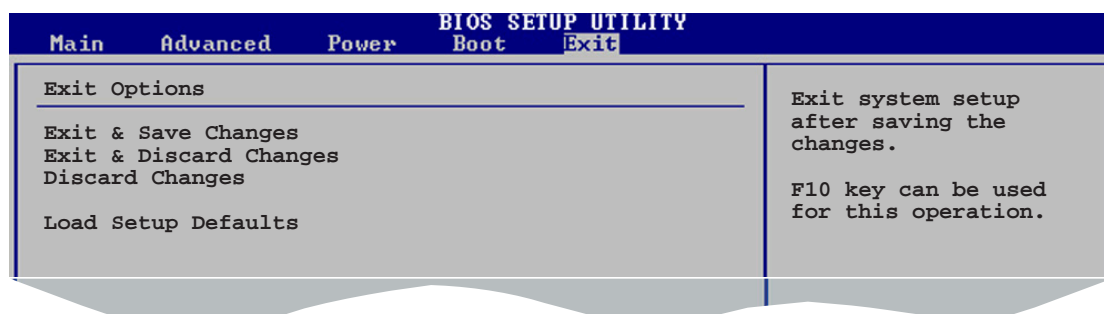 BIOS SETUP UTILITY
Main Advanced Power Boot Exit
Exit Options
Exit & Save Changes
Exit & Discard Changes
Discard Changes
Load Setup Defaults
Exit system setup
after saving the
changes.
F10 key can be used
for this operation.